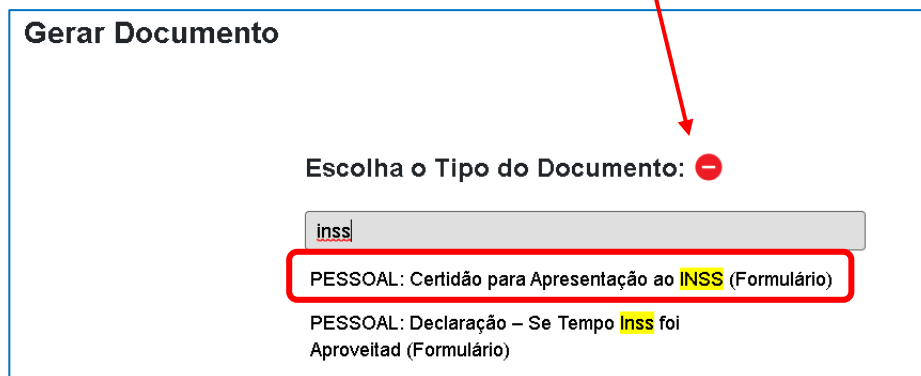 Gerar Documento
Escolha o Tipo do Documento:
inss
PESSOAL: Certidão para Apresentação ao INSS (Formulário)
PESSOAL: Declaração – Se Tempo Inss foi
Aproveitad (Formulário)